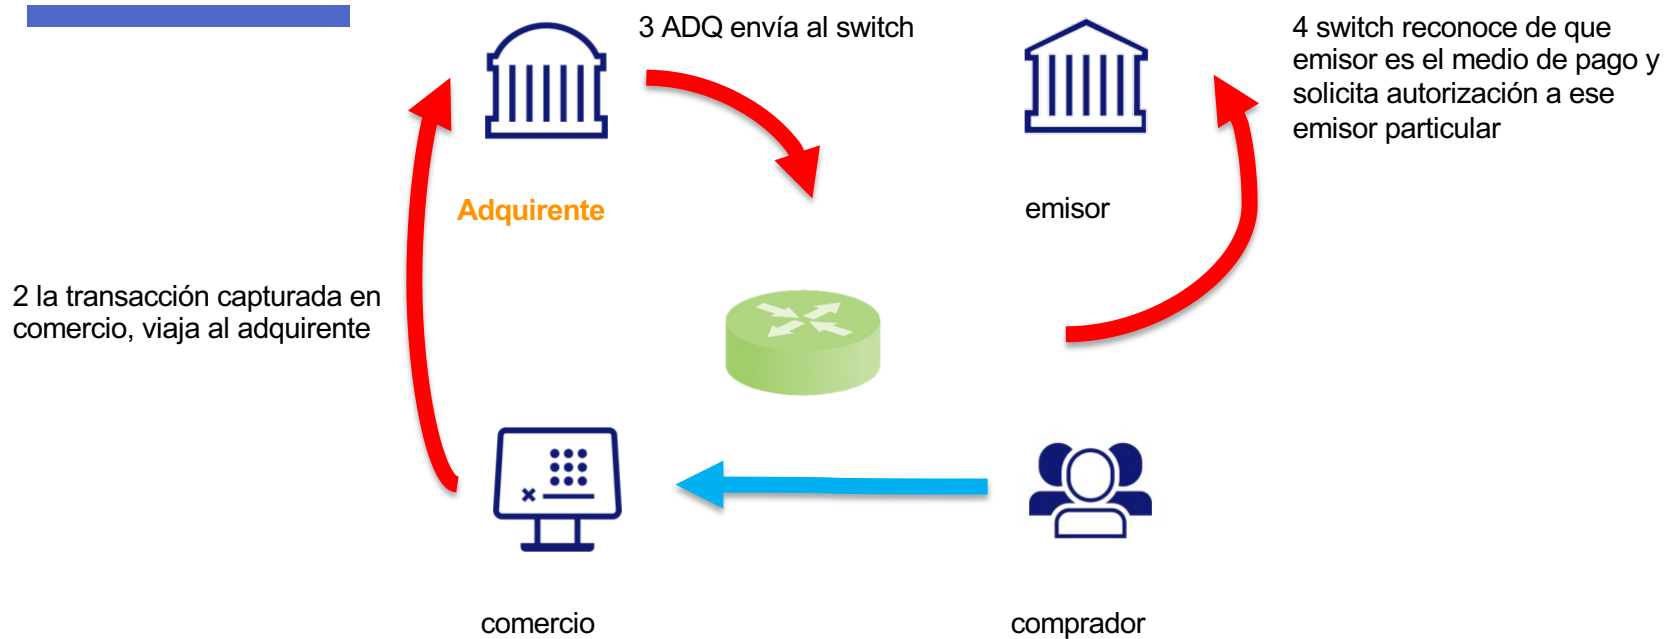 3 ADQ envía al switch
4 switch reconoce de que
emisor es el medio de pago y
solicita autorización a ese
emisor particular
Adquirente
emisor
2 la transacción capturada en
comercio, viaja al adquirente
comercio
comprador